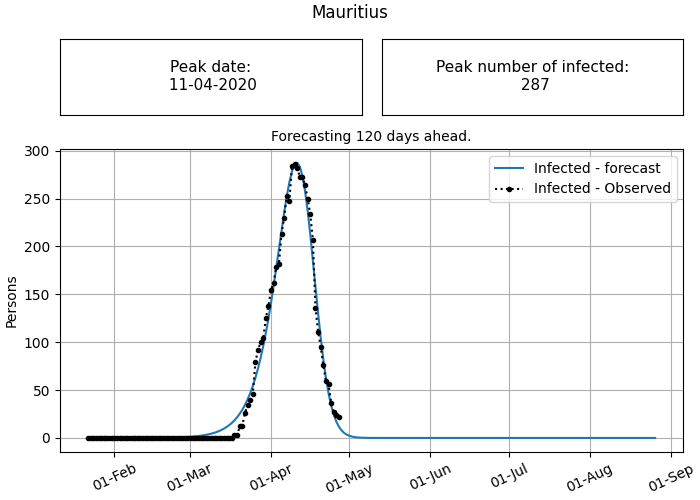 Mauritius
Peak date:
11-04-2020
Peak number of infected:
287
Forecasting 120 days ahead.
Infected - forecast
Infected - Observed
Persons
300
250
200
150
100
50
0
01-Feb
01-Mar
01-Apr
01-May
01-Jun
01-Jul
01-Aug
01-Sep